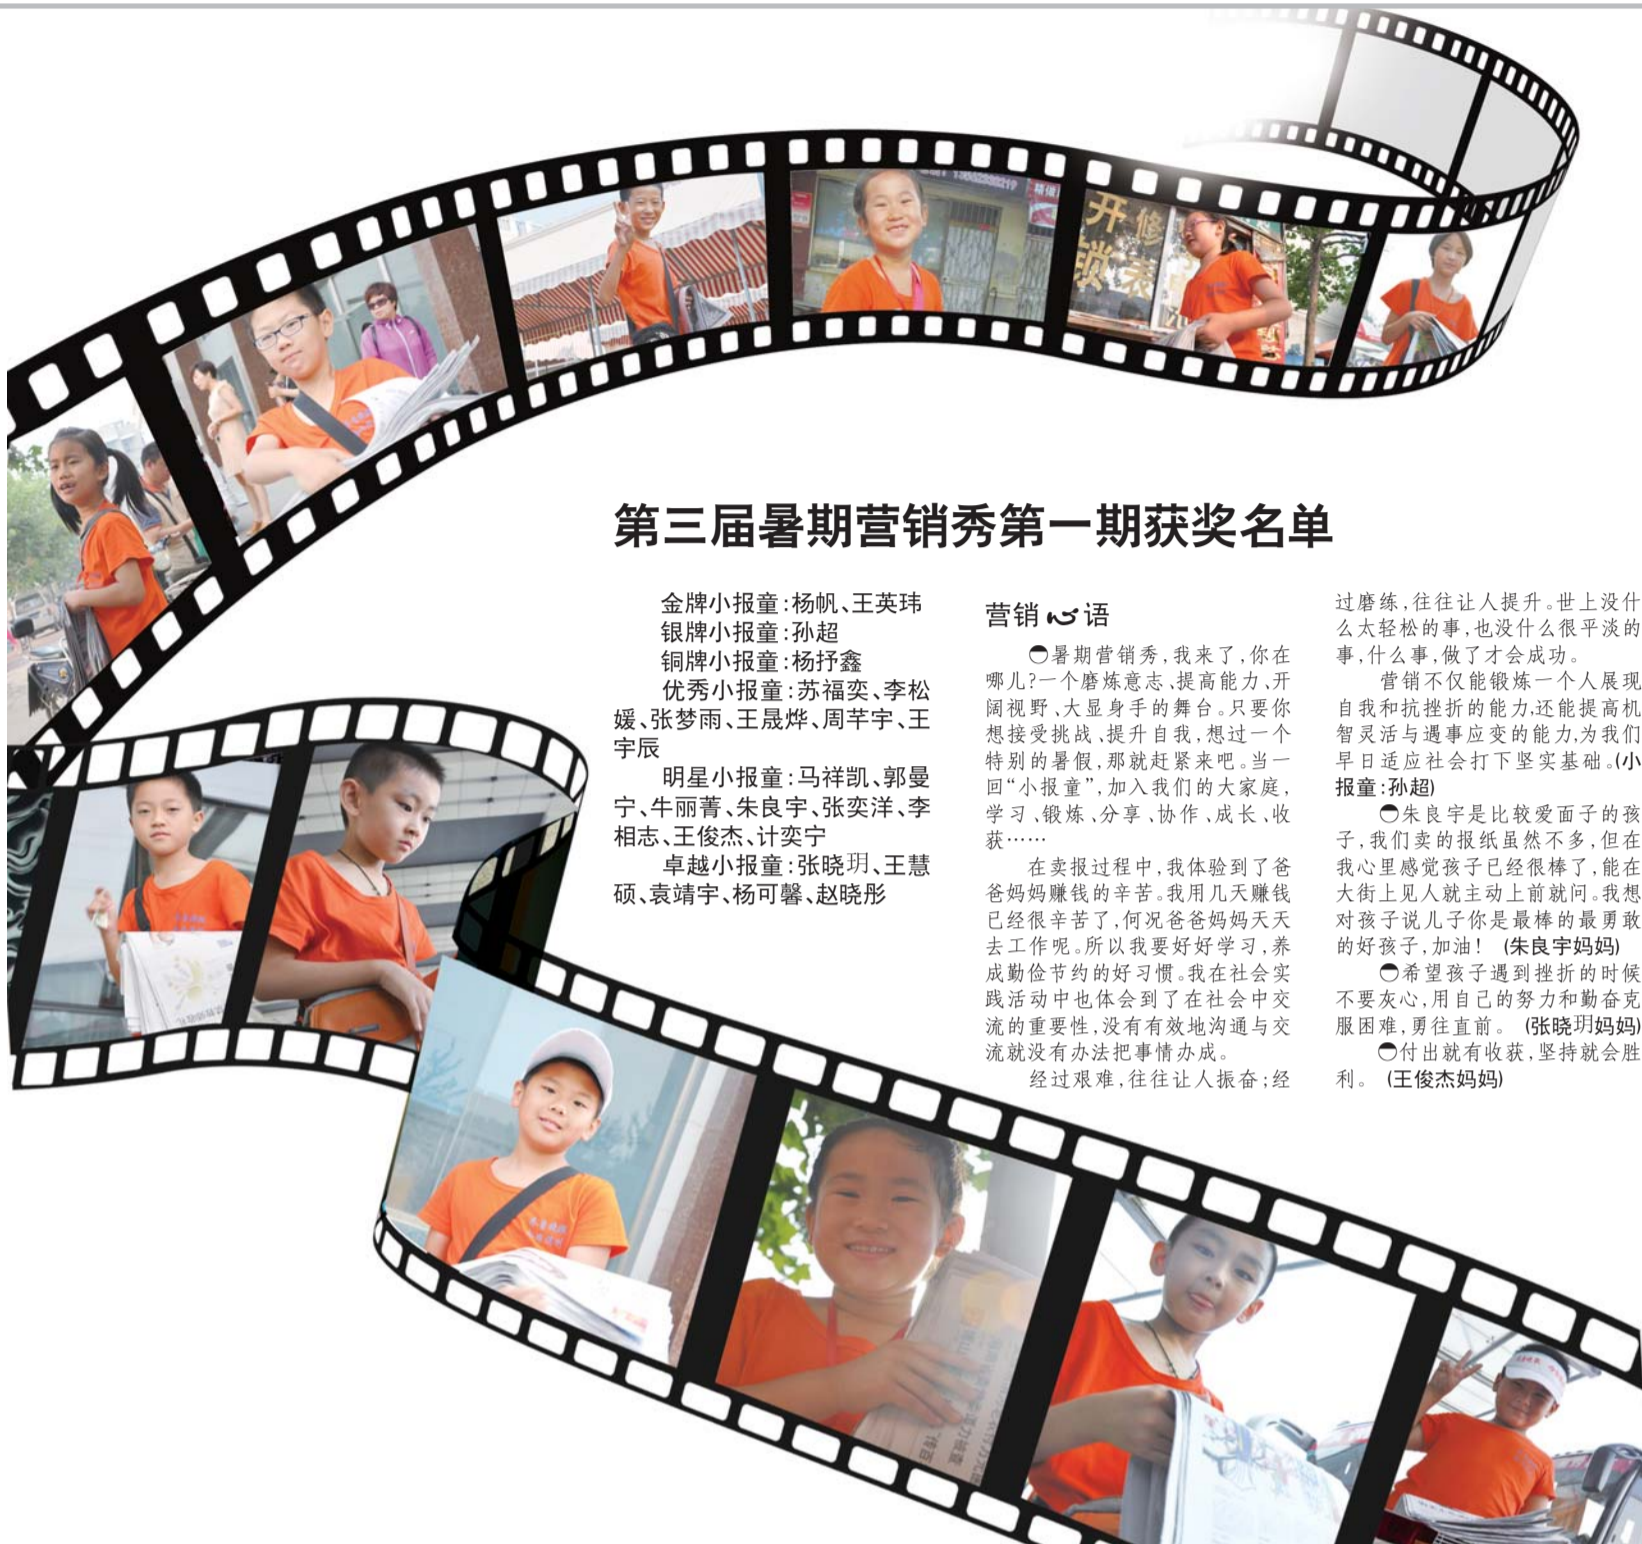 第三届暑期营销秀第一期获奖名单
金牌小报童:杨帆、王英玮
银牌小报童:孙超
铜牌小报童:杨抒鑫
优秀小报童:苏福奕、李松
媛、张梦雨、王晟烨、周芊宇、王
宇辰
明星小报童:马祥凯、郭曼
宁、牛丽菁、朱良宇、张奕洋、李
相志、王俊杰、计奕宁
卓越小报童:张晓玥、王慧
硕、袁靖宇、杨可馨、赵晓彤
营销心语
暑期营销秀,我来了,你在
哪儿?一个磨炼意志、提高能力、开
阔视野、大显身手的舞台。只要你
想接受挑战、提升自我,想过一个
特别的暑假,那就赶紧来吧。当一
回“小报童”,加入我们的大家庭,
学习、锻炼、分享、协作、成长、收
获……
在卖报过程中,我体验到了爸
爸妈妈赚钱的辛苦。我用几天赚钱
已经很辛苦了,何况爸爸妈妈天天
去工作呢。所以我要好好学习,养
成勤俭节约的好习惯。我在社会实
践活动中也体会到了在社会中交
流的重要性,没有有效地沟通与交
流就没有办法把事情办成。
经过艰难,往往让人振奋;经
过磨练,往往让人提升。世上没什
么太轻松的事,也没什么很平淡的
事,什么事,做了才会成功。
营销不仅能锻炼一个人展现
自我和抗挫折的能力,还能提高机
智灵活与遇事应变的能力,为我们
早日适应社会打下坚实基础。(小
报童:孙超)
朱良宇是比较爱面子的孩
子,我们卖的报纸虽然不多,但在
我心里感觉孩子已经很棒了,能在
大街上见人就主动上前就问。我想
对孩子说儿子你是最棒的最勇敢
的好孩子,加油! (朱良宇妈妈)
希望孩子遇到挫折的时候
不要灰心,用自己的努力和勤奋克
服困难,勇往直前。 (张晓玥妈妈)
付出就有收获,坚持就会胜
利。 (王俊杰妈妈)
开 修
锁 表